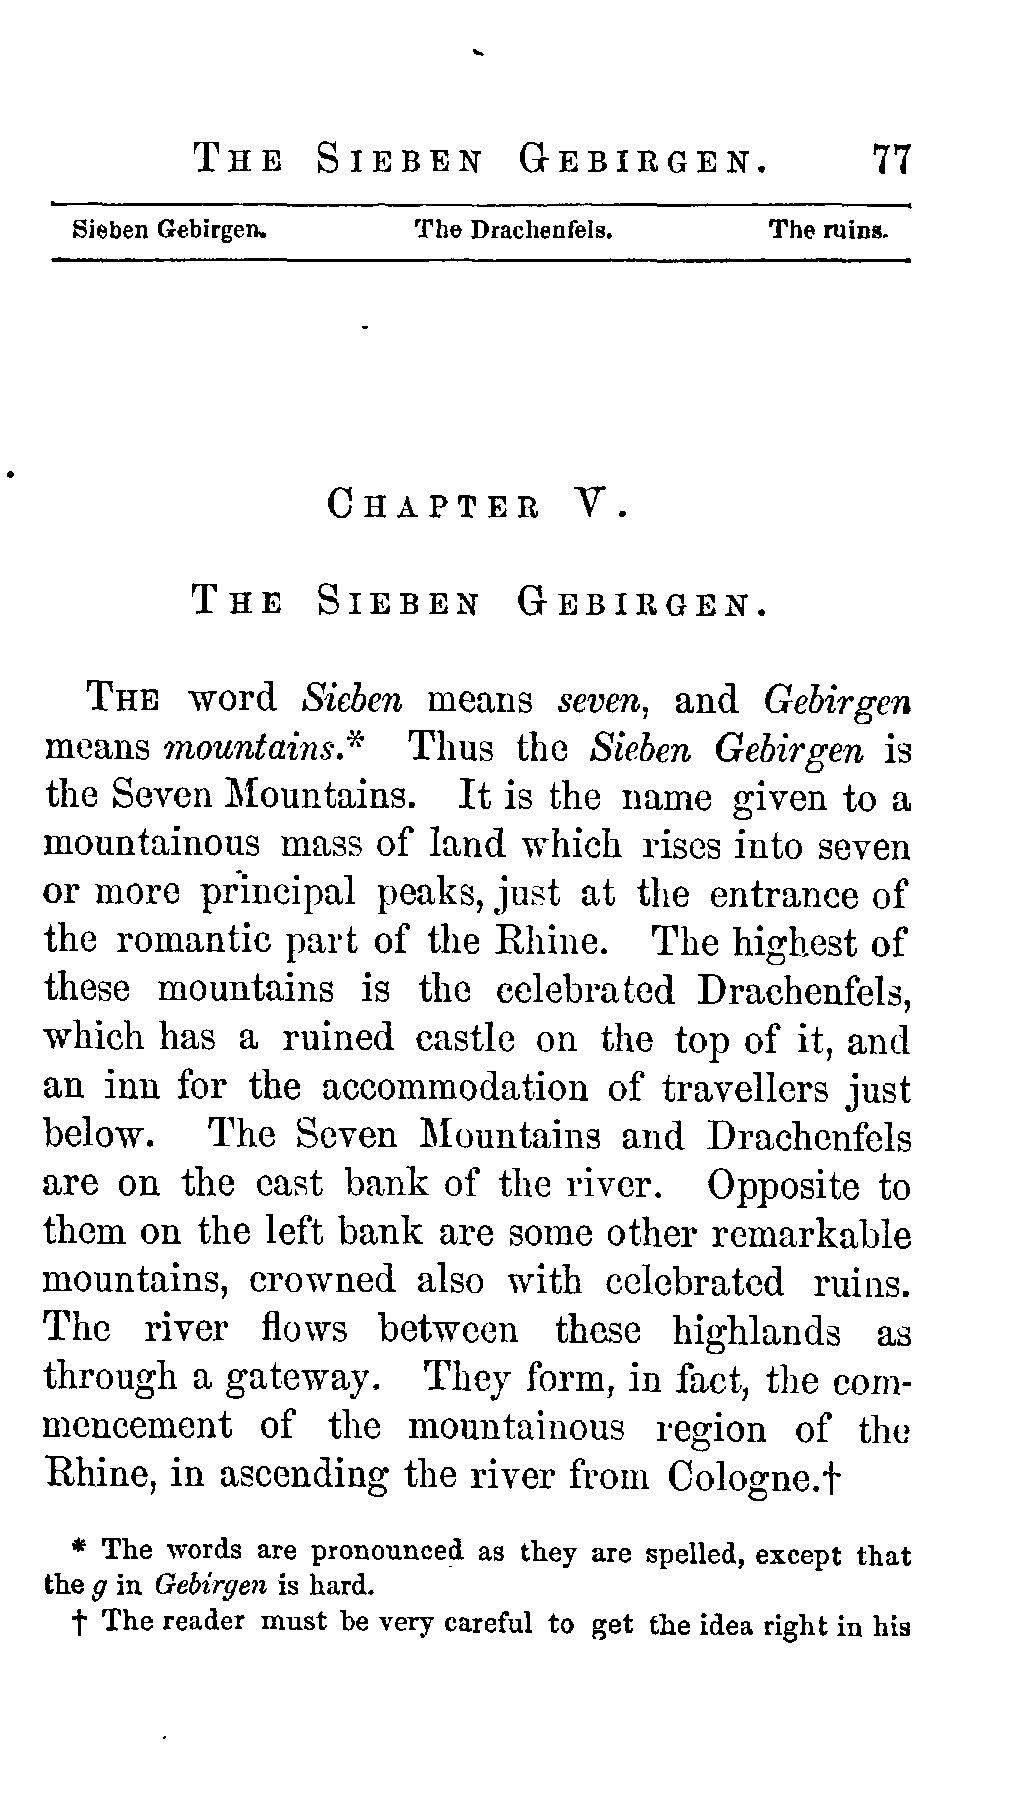 THE SIEBEN GEBIRGEN. 77
Sieben Gebirgen. The Drachenfels. The ruins.
CHAPTER V.
THE SIEBEN GEBIRGEN.
THE word Sieben means seven, and Gebirgen
means mountains.* Thus the Sieben Gebirgen is
the Seven Mountains. It is the name given to a
mountainous mass of land which rises into seven
or more principal peaks, just at the entrance of
the romantic part of the Rhine. The highest of
these mountains is the celebrated Drachenfels,
which has a ruined castle on the top of it, and
an inn for the accommodation of travellers just
below. The Seven Mountains and Drachenfels
are on the east bank of the river. Opposite to
them on the left bank are some other remarkable
mountains, crowned also with celebrated ruins.
The river flows between these highlands as
through a gateway. They form, in fact, the com-
mencement of the mountainous region of the
Rhine, in ascending the river from Cologne.†
* The words are pronounced as they are spelled, except that
the g in Gebirgen is hard.
† The reader must be very careful to get the idea right in his